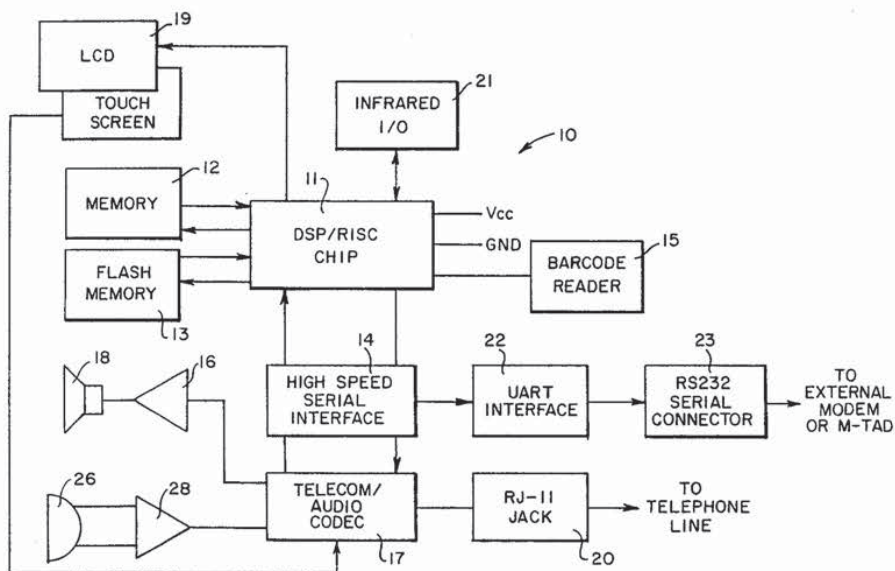 19
LCD
TOUCH
SCREEN
21
INFRARED
I/O
10
12
MEMORY
11
DSP/RISC
CHIP
Vcc
GND
15
BARCODE
READER
FLASH
MEMORY
13
18
16
14
HIGH SPEED
SERIAL
INTERFACE
22
UART
INTERFACE
23
RS232
SERIAL
CONNECTOR
TO
EXTERNAL
MODEM
OR M-TAD
26
28
TELECOM/
AUDIO
CODEC
17
RJ-11
JACK
20
TO
TELEPHONE
LINE